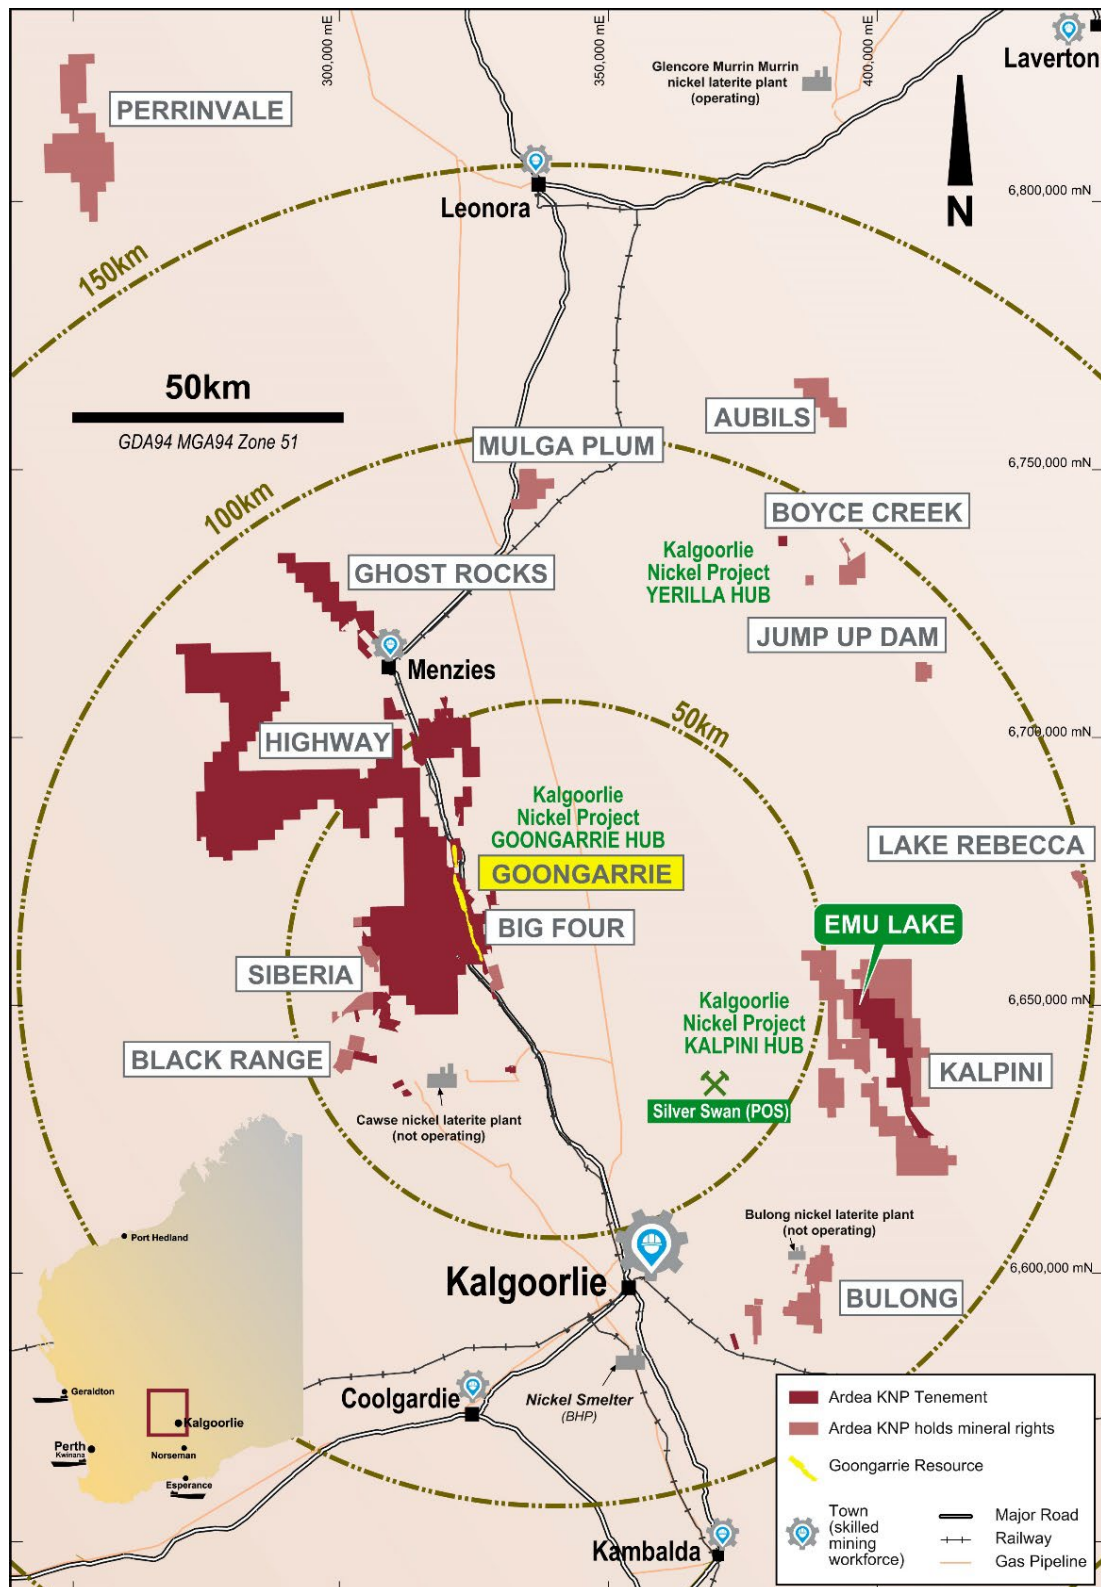 300,000 mE
350,000 mE
400,000 mE
Laverton
Glencore Murrin Murrin
nickel laterite plant
(operating)
PERRINVALE
N
Leonora
6,800,000 mN
150km
50km
GDA94 MGA94 Zone 51
AUBILS
MULGA PLUM
6,750,000 mN
100km
BOYCE CREEK
Kalgoorlie
Nickel Project
YERILLA HUB
GHOST ROCKS
JUMP UP DAM
Menzies
50km
HIGHWAY
6,700,000 mN
Kalgoorlie
Nickel Project
GOONGARRIE HUB
LAKE REBECCA
GOONGARRIE
BIG FOUR
EMU LAKE
SIBERIA
Kalgoorlie
Nickel Project
KALPINI HUB
6,650,000 mN
BLACK RANGE
KALPINI
Silver Swan (POS)
Cawse nickel laterite plant
(not operating)
Bulong nickel laterite plant
(not operating)
Port Hedland
Kalgoorlie
6,600,000 mN
BULONG
Geraldton
Kalgoorlie
Perth
Kwinana
Norseman
Esperance
Coolgardie
Nickel Smelter
(BHP)
Kambalda
Ardea KNP Tenement
Ardea KNP holds mineral rights
Goongarrie Resource
Town
(skilled
mining
workforce)
Major Road
Railway
Gas Pipeline